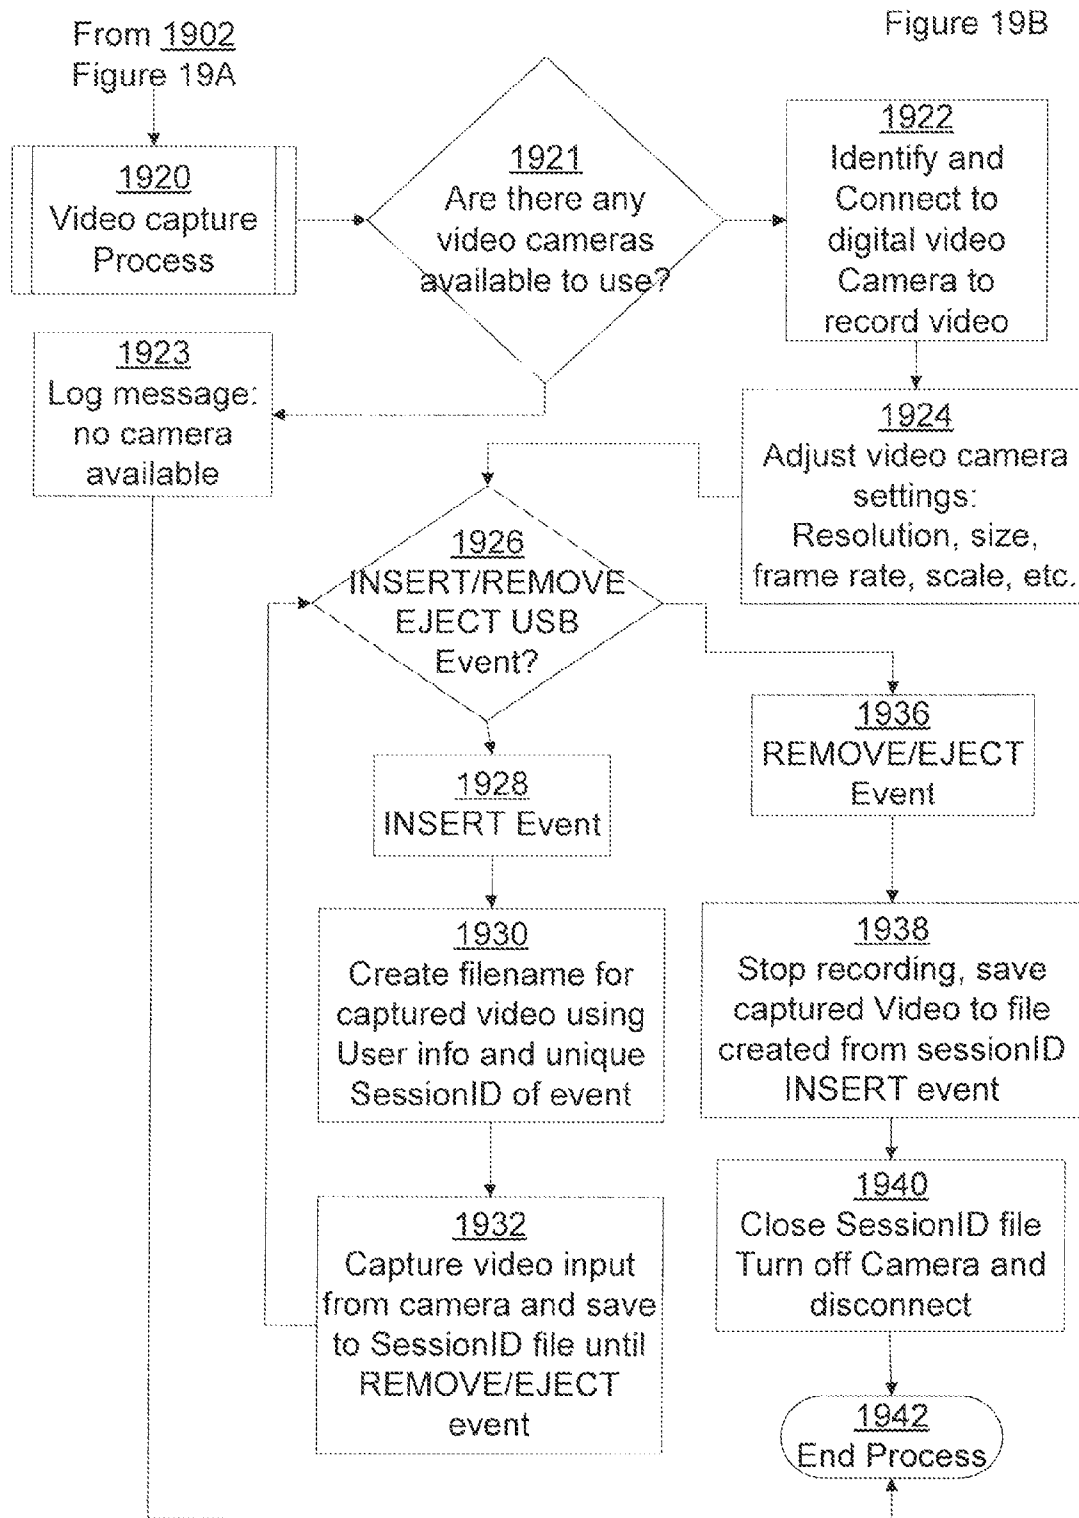 Figure 19B
From 1902
Figure 19A
1920
Video capture
Process
1921
Are there any
video cameras
available to use?
1922
Identify and
Connect to
digital video
Camera to
record video
1923
Log message:
no camera
available
1924
Adjust video camera
settings:
Resolution, size,
frame rate, scale, etc.
1926
INSERT/REMOVE
EJECT USB
Event?
1928
INSERT Event
1930
Create filename for
captured video using
User info and unique
SessionID of event
1932
Capture video input
from camera and save
to SessionID file until
REMOVE/EJECT
event
1936
REMOVE/EJECT
Event
1938
Stop recording, save
captured Video to file
created from sessionID
INSERT event
1940
Close SessionID file
Turn off Camera and
disconnect
1942
End Process